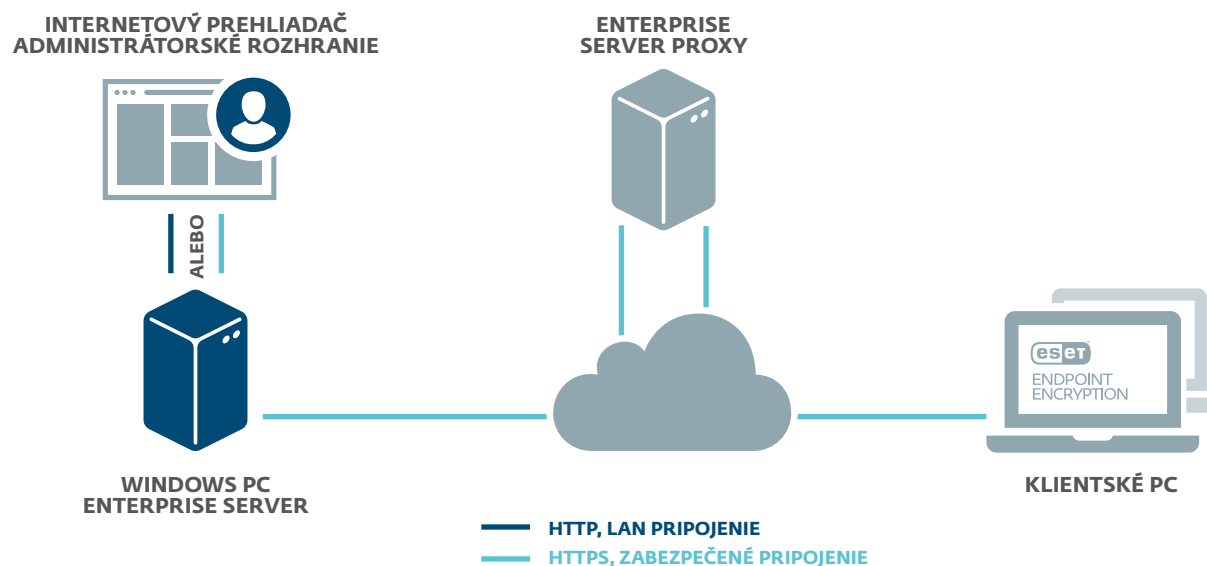 INTERNETOVÝ PREHLIADAČ
ADMINISTRÁTORSKÉ ROZHRANIE
ENTERPRISE
SERVER PROXY
ALEBO
eseT
ENDPOINT
ENCRYPTION
WINDOWS PC
ENTERPRISE SERVER
KLIENTSKÉ PC
HTTP, LAN PRIPOJENIE
HTTPS, ZABEZPEČENÉ PRIPOJENIE